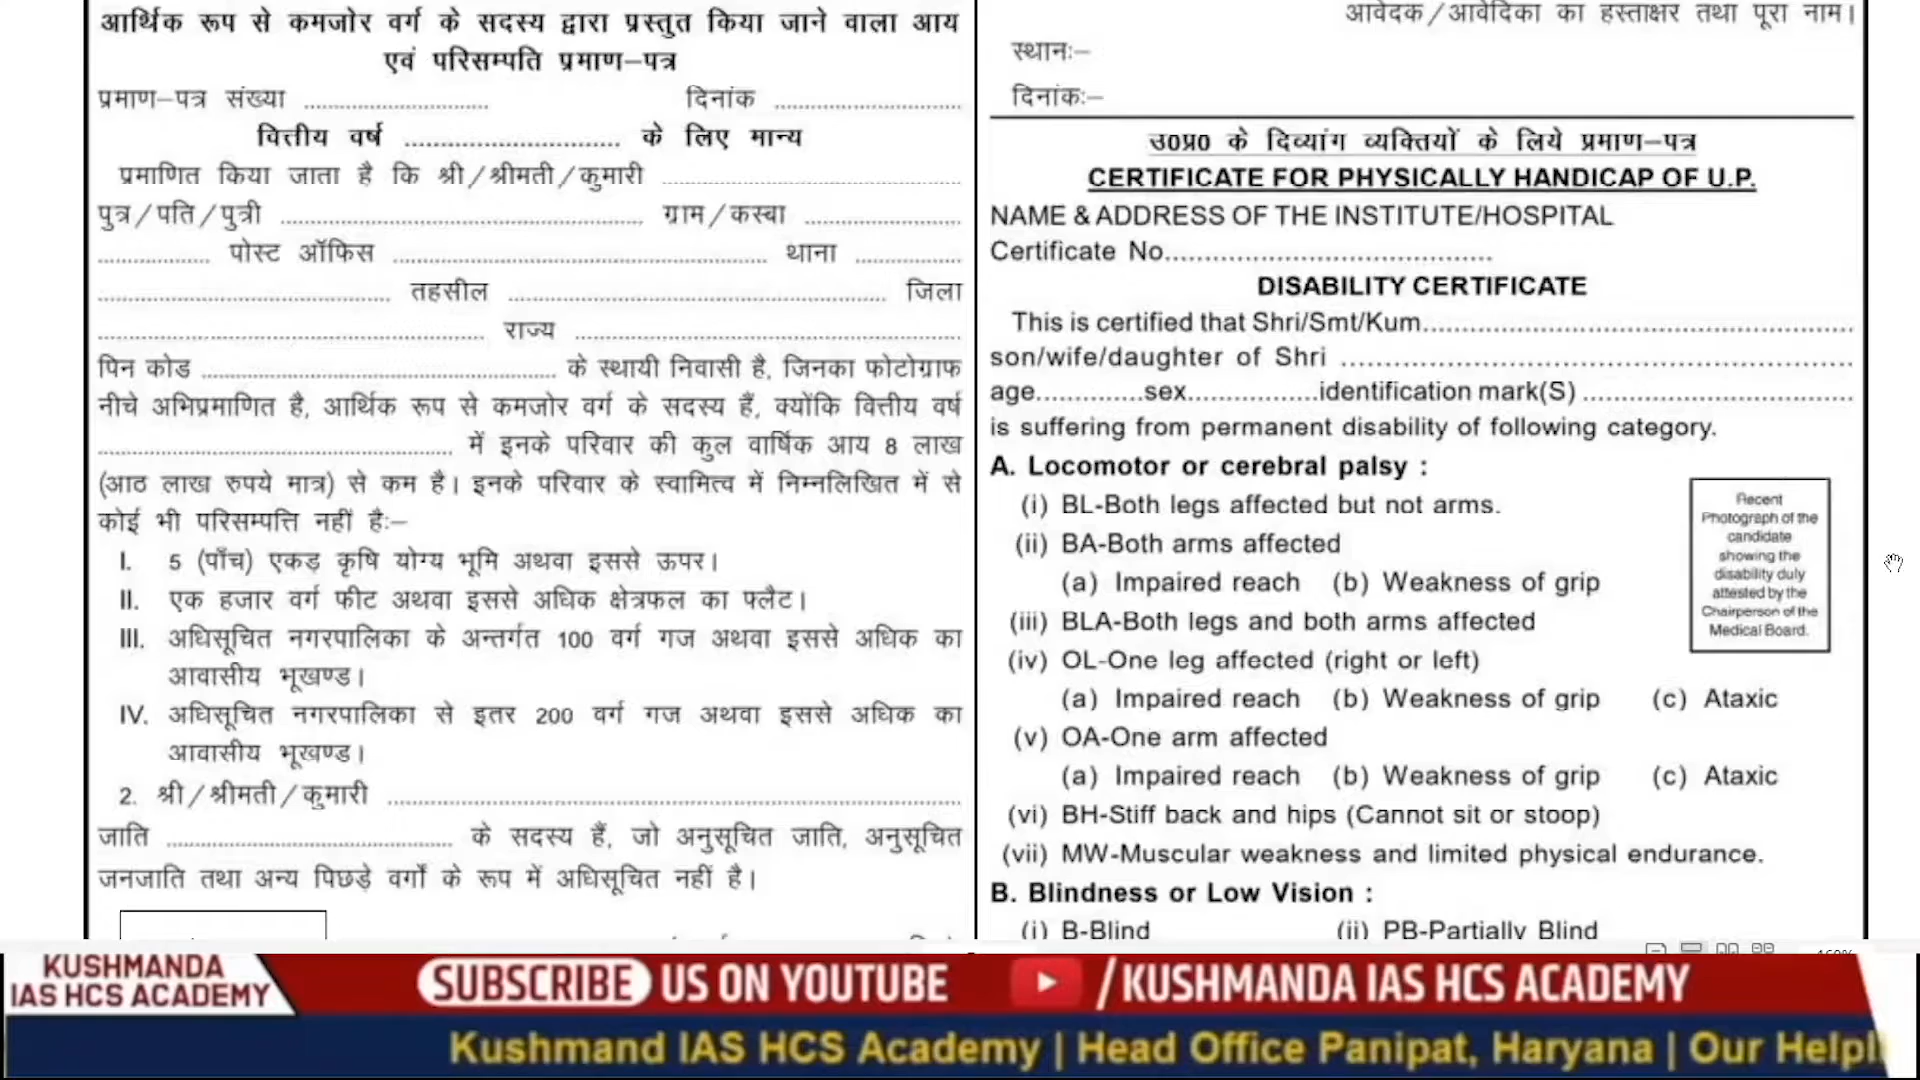 आर्थिक रूप से कमजोर वर्ग के सदस्य द्वारा प्रस्तुत किया जाने वाला आय
एवं परिसम्पति प्रमाण–पत्र
प्रमाण–पत्र संख्या ............................ दिनांक ............................
वित्तीय वर्ष ............................ के लिए मान्य
प्रमाणित किया जाता है कि श्री/श्रीमती/कुमारी ............................
पुत्र/पति/पुत्री ............................ ग्राम/कस्बा ............................
.................. पोस्ट ऑफिस ............................ थाना ..................
............................ तहसील ............................ जिला
............................ राज्य ............................
पिन कोड ............................ के स्थायी निवासी है, जिनका फोटोग्राफ
नीचे अभिप्रमाणित है, आर्थिक रूप से कमजोर वर्ग के सदस्य हैं, क्योंकि वित्तीय वर्ष
............................ में इनके परिवार की कुल वार्षिक आय 8 लाख
(आठ लाख रुपये मात्र) से कम है। इनके परिवार के स्वामित्व में निम्नलिखित में से
कोई भी परिसम्पत्ति नहीं है:–
I. 5 (पाँच) एकड़ कृषि योग्य भूमि अथवा इससे ऊपर।
II. एक हजार वर्ग फीट अथवा इससे अधिक क्षेत्रफल का फ्लैट।
III. अधिसूचित नगरपालिका के अन्तर्गत 100 वर्ग गज अथवा इससे अधिक का
आवासीय भूखण्ड।
IV. अधिसूचित नगरपालिका से इतर 200 वर्ग गज अथवा इससे अधिक का
आवासीय भूखण्ड।
2. श्री/श्रीमती/कुमारी ............................
जाति ............................ के सदस्य हैं, जो अनुसूचित जाति, अनुसूचित
जनजाति तथा अन्य पिछड़े वर्गों के रूप में अधिसूचित नहीं है।
आवेदक/आवेदिका का हस्ताक्षर तथा पूरा नाम।
स्थानः–
दिनांकः–
उ0प्र0 के दिव्यांग व्यक्तियों के लिये प्रमाण–पत्र
CERTIFICATE FOR PHYSICALLY HANDICAP OF U.P.
NAME & ADDRESS OF THE INSTITUTE/HOSPITAL
Certificate No........................................
DISABILITY CERTIFICATE
This is certified that Shri/Smt/Kum........................................
son/wife/daughter of Shri ........................................
age..............sex.................identification mark(S) ............................
is suffering from permanent disability of following category.
A. Locomotor or cerebral palsy :
(i) BL-Both legs affected but not arms.
(ii) BA-Both arms affected
(a) Impaired reach (b) Weakness of grip
(iii) BLA-Both legs and both arms affected
(iv) OL-One leg affected (right or left)
(a) Impaired reach (b) Weakness of grip (c) Ataxic
(v) OA-One arm affected
(a) Impaired reach (b) Weakness of grip (c) Ataxic
(vi) BH-Stiff back and hips (Cannot sit or stoop)
(vii) MW-Muscular weakness and limited physical endurance.
B. Blindness or Low Vision :
(i) B-Blind (ii) PB-Partially Blind
Recent
Photograph of the
candidate
showing the
disability duly
attested by the
Chairperson of the
Medical Board.
KUSHMANDA
IAS HCS ACADEMY
SUBSCRIBE US ON YOUTUBE /KUSHMANDA IAS HCS ACADEMY
Kushmand IAS HCS Academy | Head Office Panipat, Haryana | Our Helpl